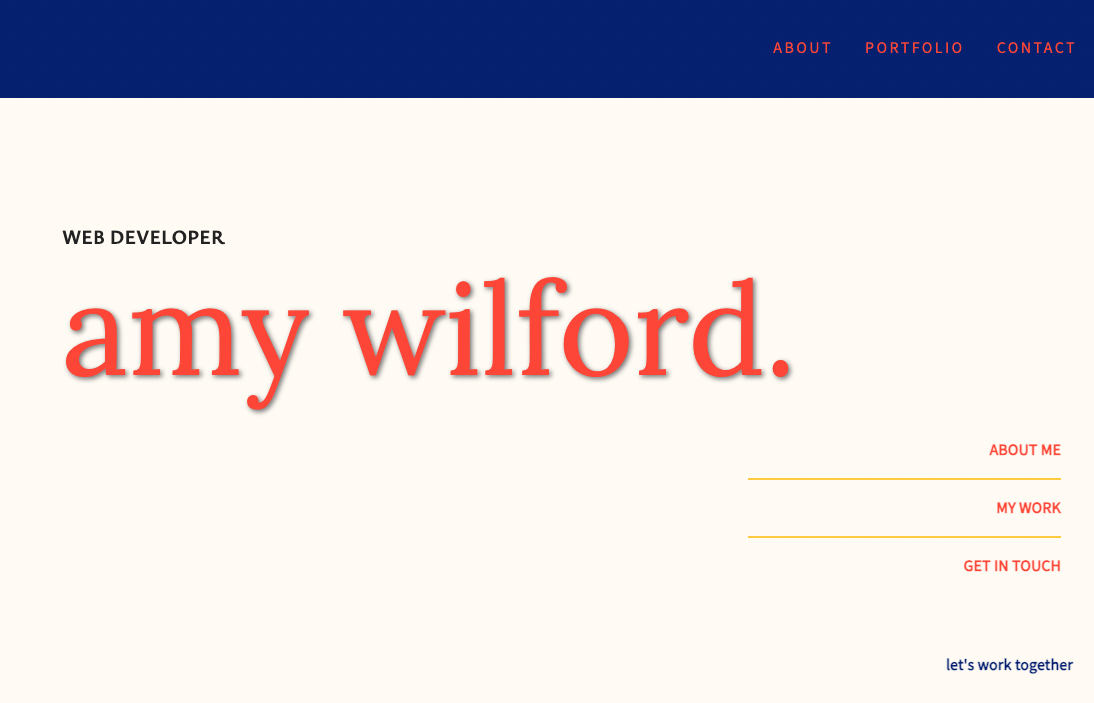 ABOUT PORTFOLIO CONTACT
WEB DEVELOPER
amy wilford.
ABOUT ME
MY WORK
GET IN TOUCH
let's work together